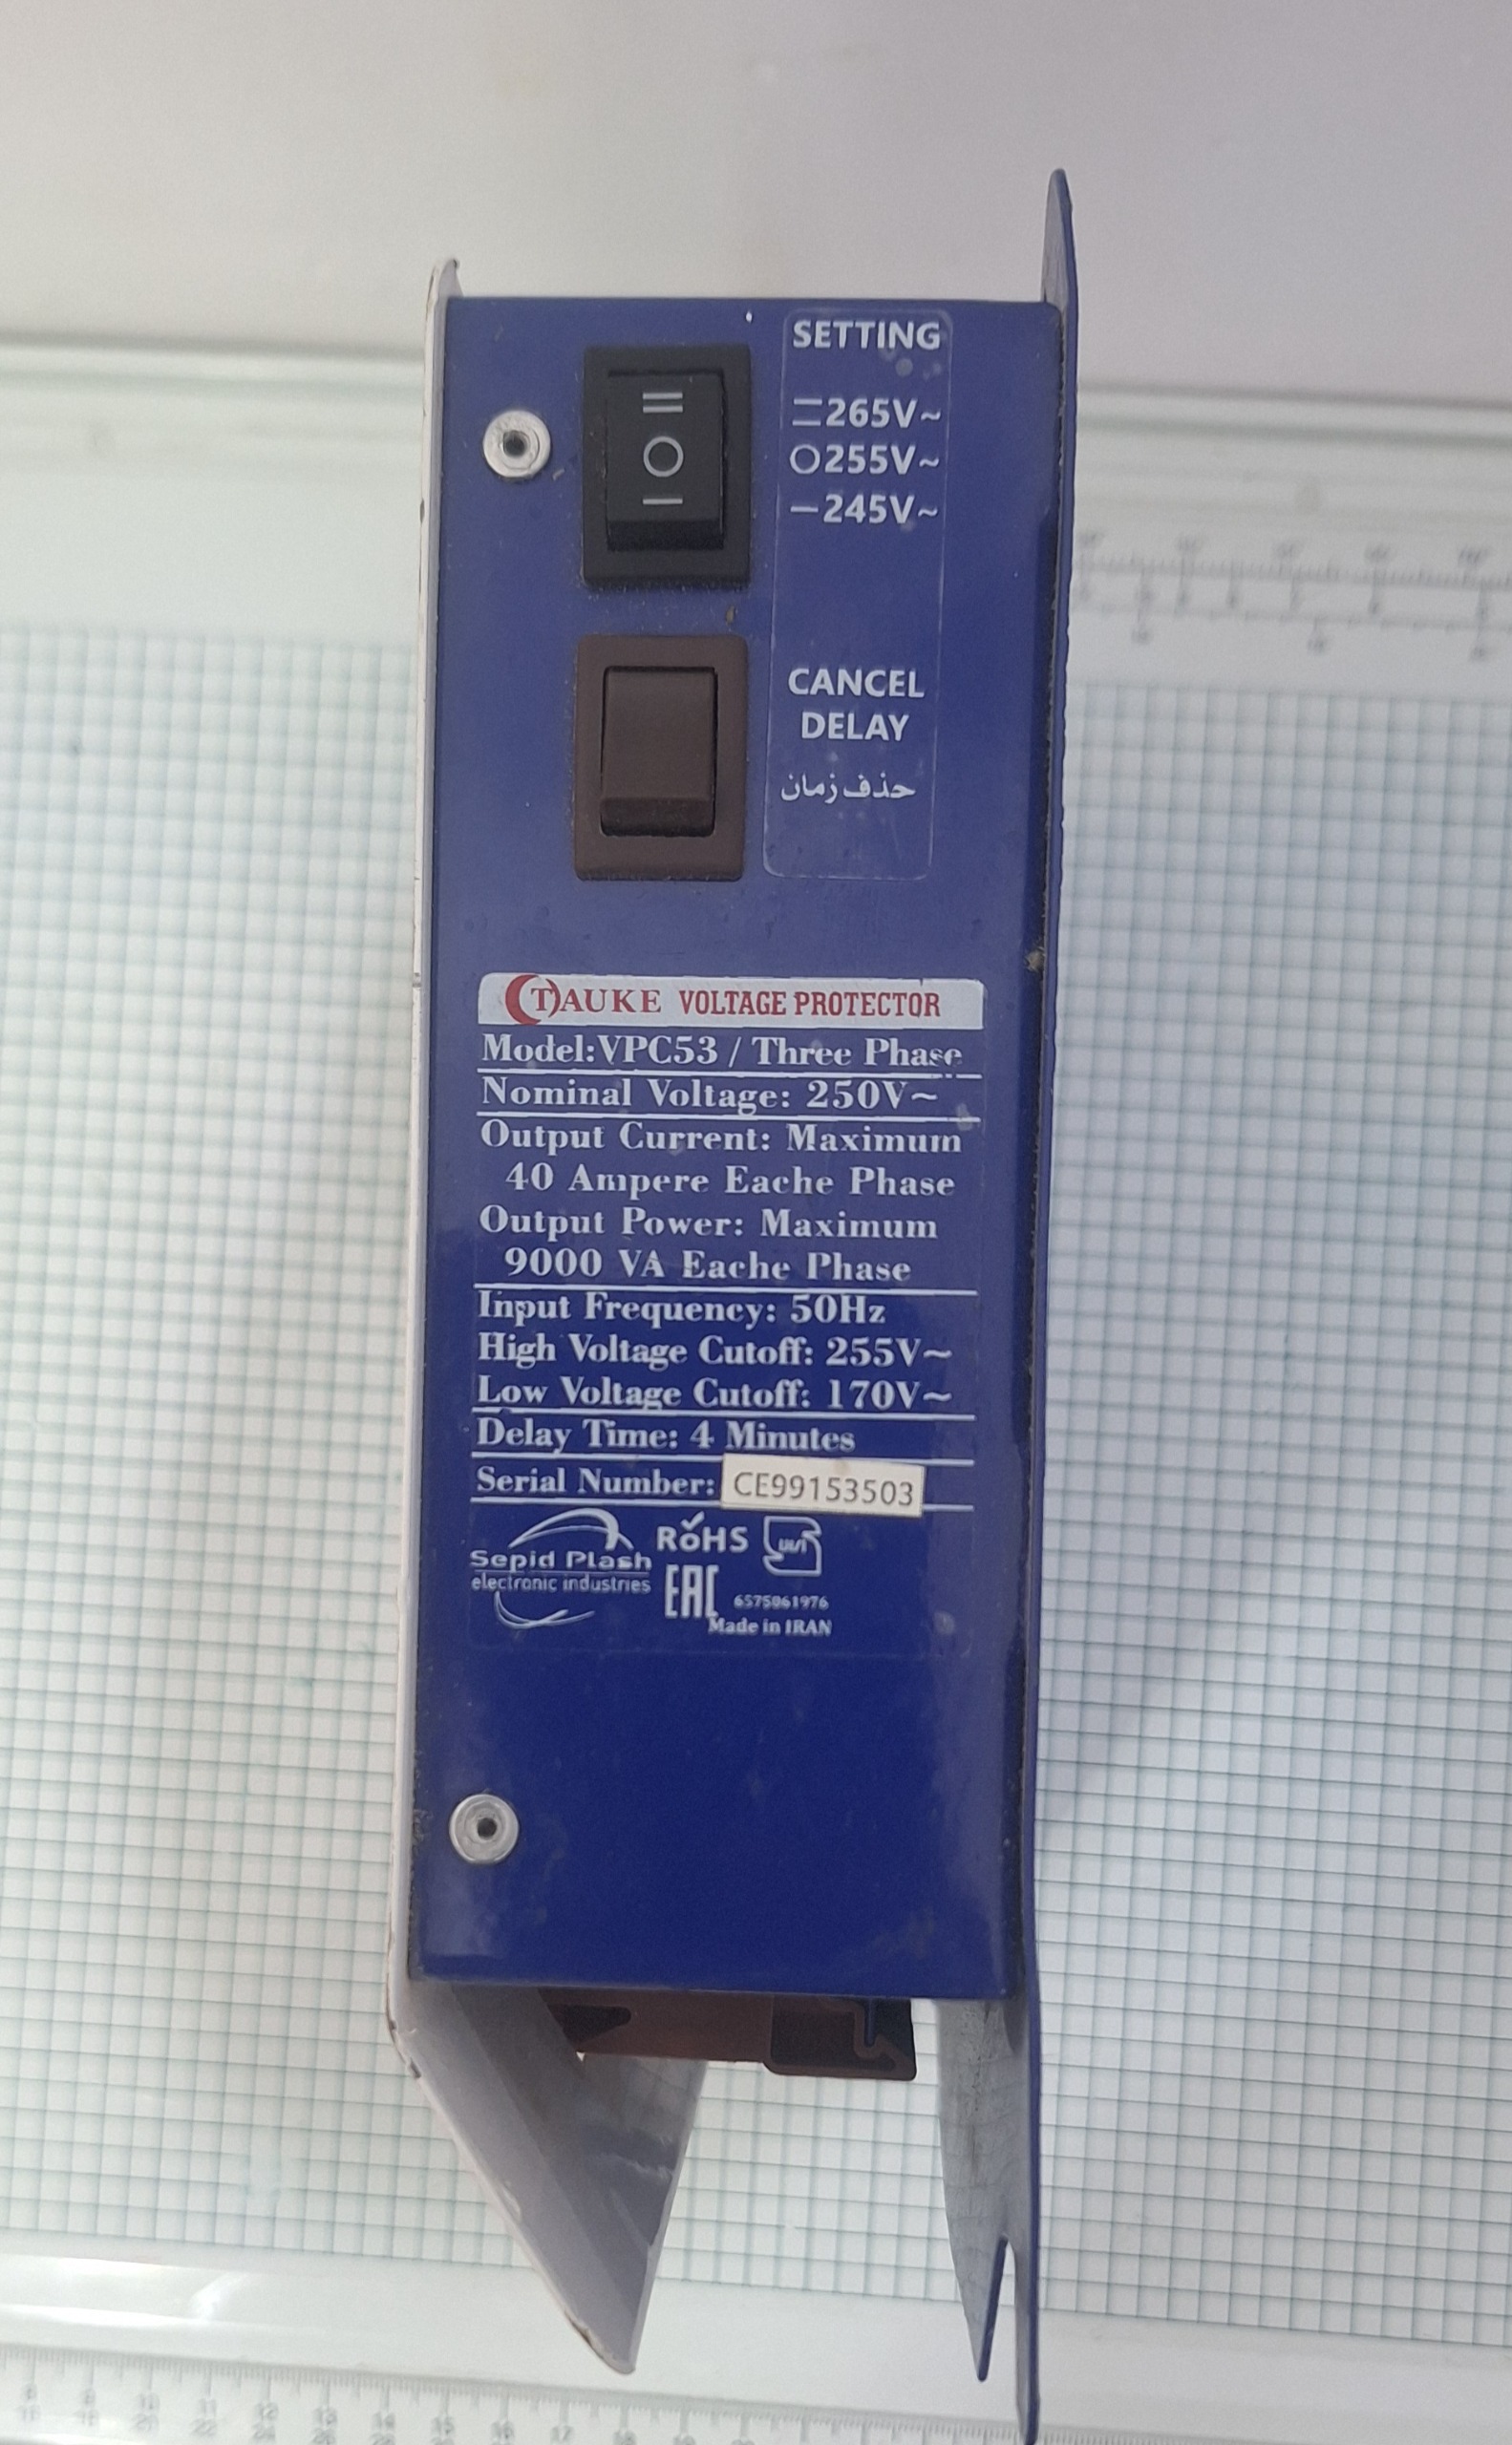 SETTING
II
=265V~
O
O255V~
I
–245V~
CANCEL
DELAY
حذف زمان
TAUKE VOLTAGE PROTECTOR
Model:VPC53 / Three Phase
Nominal Voltage: 250V~
Output Current: Maximum
40 Ampere Eache Phase
Output Power: Maximum
9000 VA Eache Phase
Input Frequency: 50Hz
High Voltage Cutoff: 255V~
Low Voltage Cutoff: 170V~
Delay Time: 4 Minutes
Serial Number: CE99153503
Sepid Plash
electronic industries
RoHS
EAC
6575061976
Made in IRAN